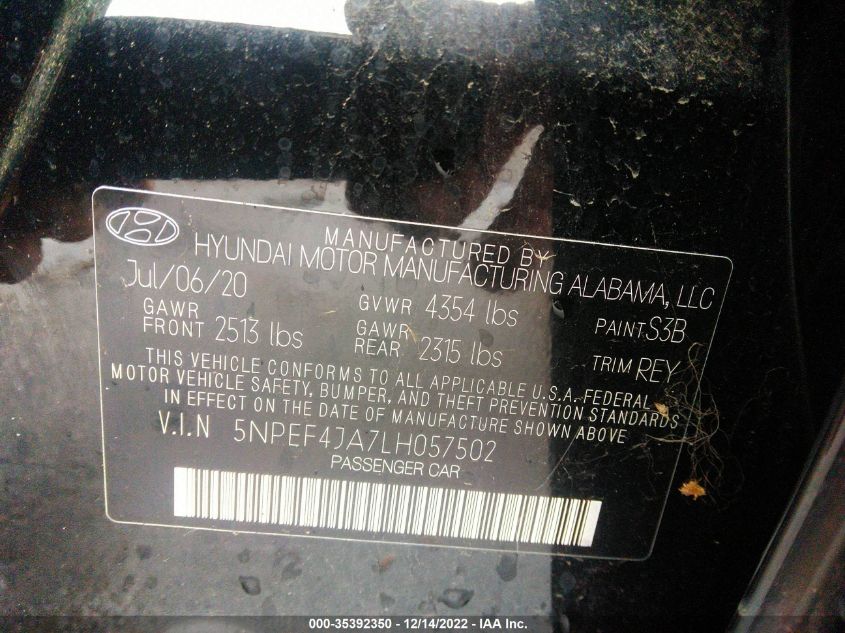 MANUFACTURED BY
HYUNDAI MOTOR MANUFACTURING ALABAMA, LLC
Jul/06/20
GAWR FRONT 2513 lbs
GVWR 4354 lbs
GAWR REAR 2315 lbs
PAINT S3B
TRIM REY
THIS VEHICLE CONFORMS TO ALL APPLICABLE U.S.A. FEDERAL
MOTOR VEHICLE SAFETY, BUMPER, AND THEFT PREVENTION STANDARDS
IN EFFECT ON THE DATE OF MANUFACTURE SHOWN ABOVE
V.I.N 5NPEF4JA7LH057502
PASSENGER CAR
000-35392350 - 12/14/2022 - IAA Inc.